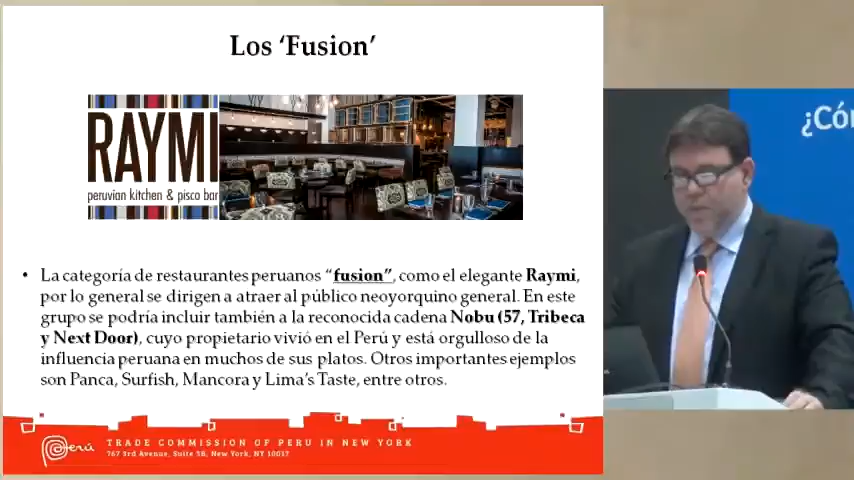 Los ‘Fusion’
RAYMI
peruvian kitchen & pisco bar
• La categoría de restaurantes peruanos “fusion”, como el elegante Raymi,
por lo general se dirigen a atraer al público neoyorquino general. En este
grupo se podría incluir también a la reconocida cadena Nobu (57, Tribeca
y Next Door), cuyo propietario vivió en el Perú y está orgulloso de la
influencia peruana en muchos de sus platos. Otros importantes ejemplos
son Panca, Surfish, Mancora y Lima’s Taste, entre otros.
Perú
TRADE COMMISSION OF PERU IN NEW YORK
767 3rd Avenue, Suite 3B, New York, NY 10017